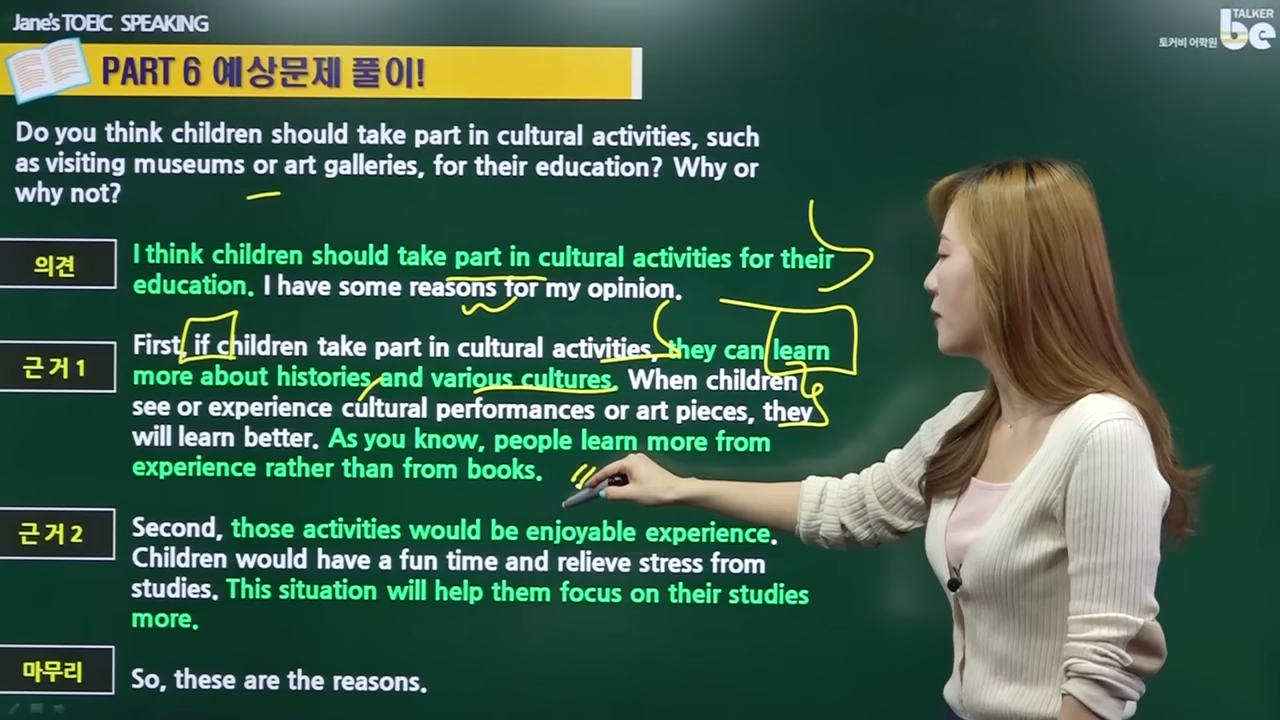 Jane's TOEIC SPEAKING
TALKER
be
토커비 어학원
PART 6 예상문제 풀이!
Do you think children should take part in cultural activities, such
as visiting museums or art galleries, for their education? Why or
why not?
의견
I think children should take part in cultural activities for their
education. I have some reasons for my opinion.
근거1
First, if children take part in cultural activities, they can learn
more about histories and various cultures. When children
see or experience cultural performances or art pieces, they
will learn better. As you know, people learn more from
experience rather than from books.
근거2
Second, those activities would be enjoyable experience.
Children would have a fun time and relieve stress from
studies. This situation will help them focus on their studies
more.
마무리
So, these are the reasons.